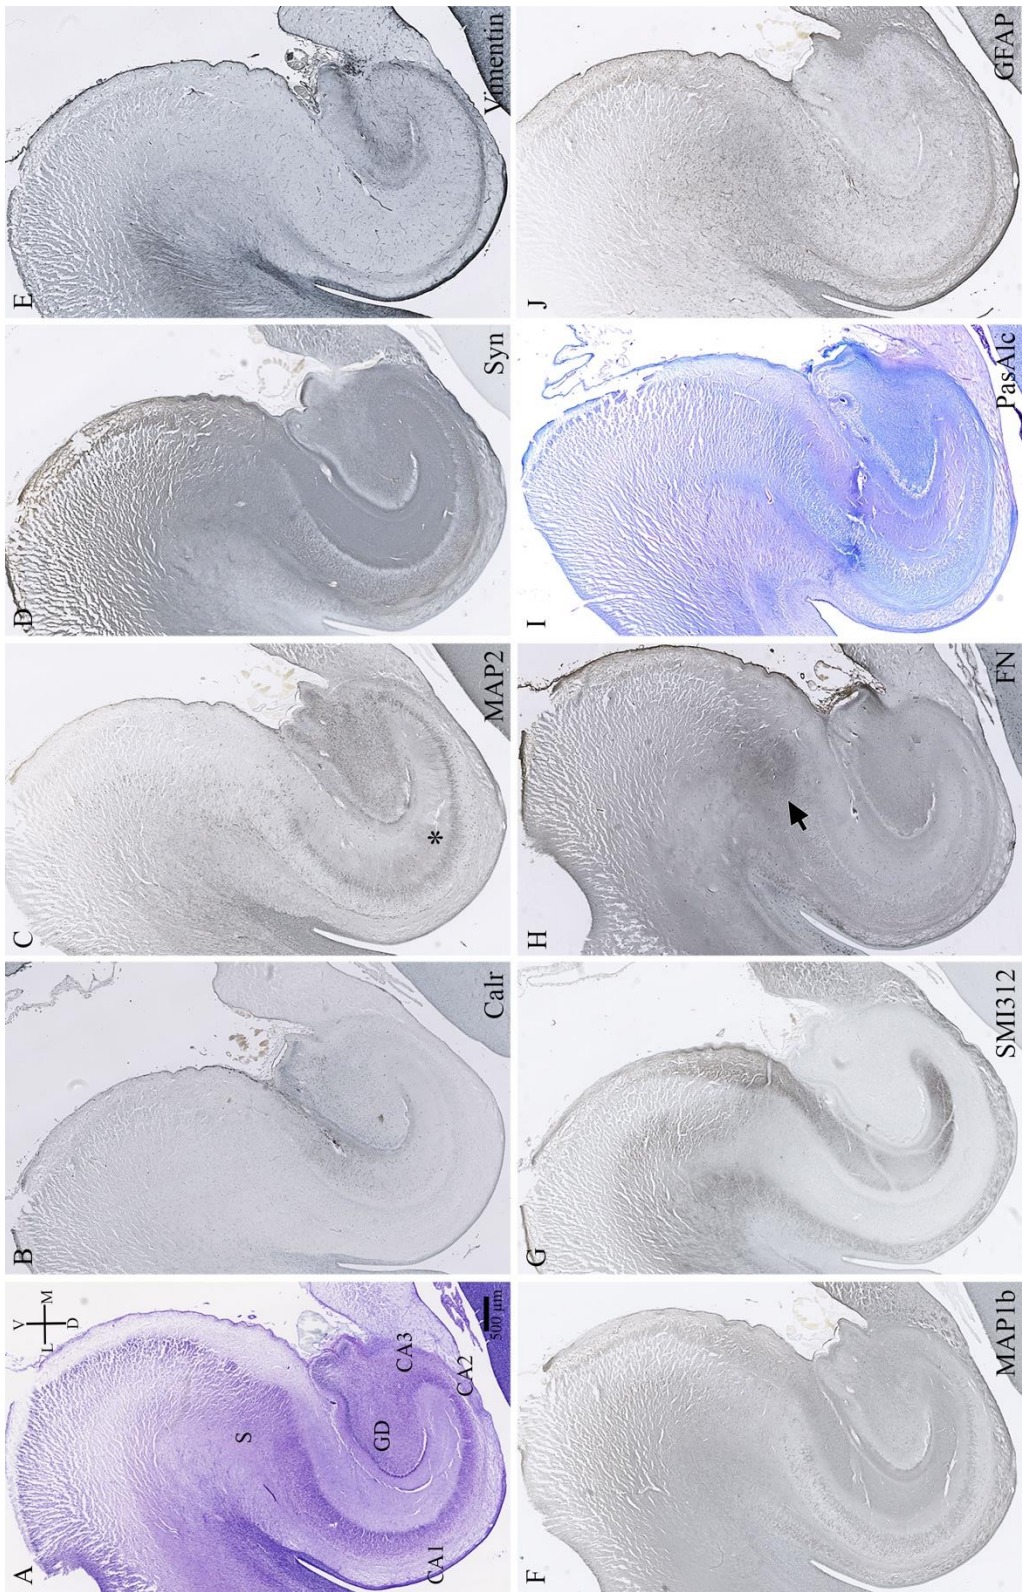 A
V
L M
D
S
GD
CA3
CA2
CA1
500 µm
B
Calr
C
*
MAP2
D
Syn
E
Vimentin
F
MAP1b
G
SMI312
H
FN
I
PasAlc
J
GFAP